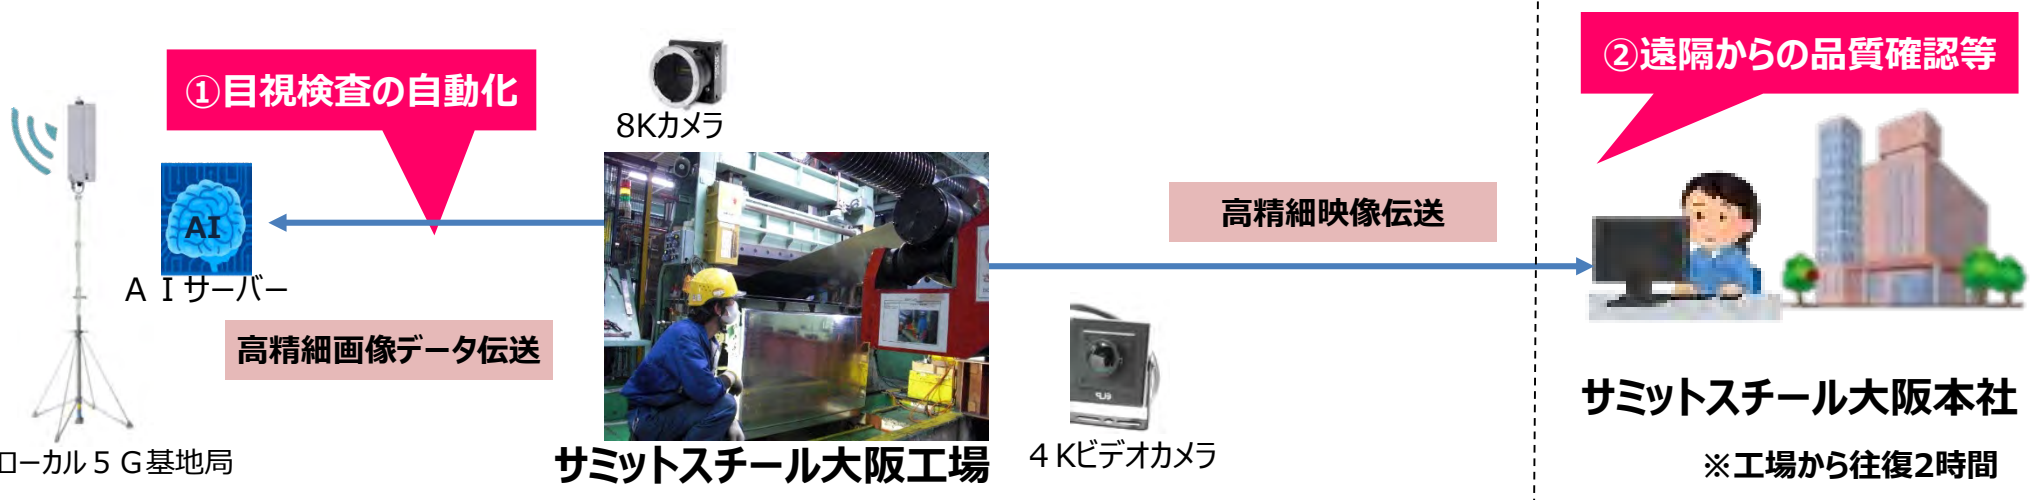 ①目視検査の自動化
8Kカメラ
②遠隔からの品質確認等
AI
ＡＩサーバー
高精細映像伝送
高精細画像データ伝送
ローカル５Ｇ基地局
サミットスチール大阪工場
４Kビデオカメラ
サミットスチール大阪本社
※工場から往復2時間